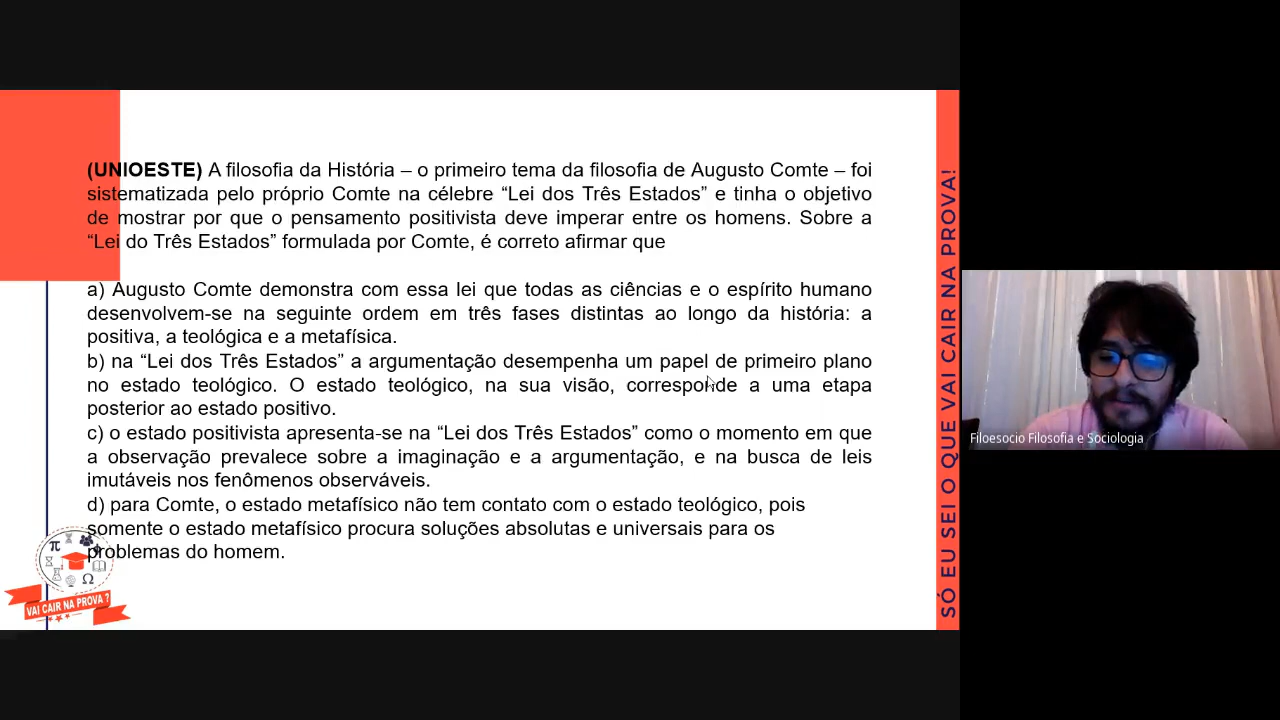 (UNIOESTE) A filosofia da História – o primeiro tema da filosofia de Augusto Comte – foi
sistematizada pelo próprio Comte na célebre “Lei dos Três Estados” e tinha o objetivo
de mostrar por que o pensamento positivista deve imperar entre os homens. Sobre a
“Lei do Três Estados” formulada por Comte, é correto afirmar que
a) Augusto Comte demonstra com essa lei que todas as ciências e o espírito humano
desenvolvem-se na seguinte ordem em três fases distintas ao longo da história: a
positiva, a teológica e a metafísica.
b) na “Lei dos Três Estados” a argumentação desempenha um papel de primeiro plano
no estado teológico. O estado teológico, na sua visão, corresponde a uma etapa
posterior ao estado positivo.
c) o estado positivista apresenta-se na “Lei dos Três Estados” como o momento em que
a observação prevalece sobre a imaginação e a argumentação, e na busca de leis
imutáveis nos fenômenos observáveis.
d) para Comte, o estado metafísico não tem contato com o estado teológico, pois
somente o estado metafísico procura soluções absolutas e universais para os
problemas do homem.
π
Ω
VAI CAIR NA PROVA ?
SÓ EU SEI O QUE VAI CAIR NA PROVA!
Filoesocio Filosofia e Sociologia